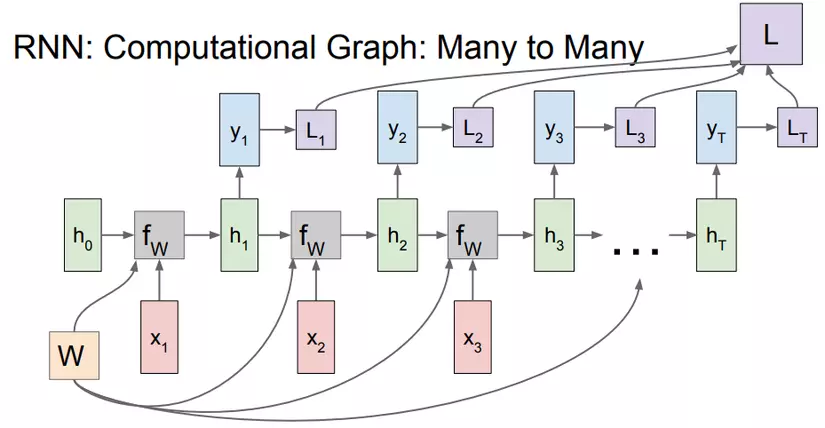 RNN: Computational Graph: Many to Many
L
y1 L1 y2 L2 y3 L3 yT LT
h0 fW h1 fW h2 fW h3 ... hT
x1 x2 x3
W